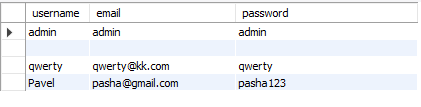 username email password
admin admin admin
qwerty qwerty@kk.com qwerty
Pavel pasha@gmail.com pasha123